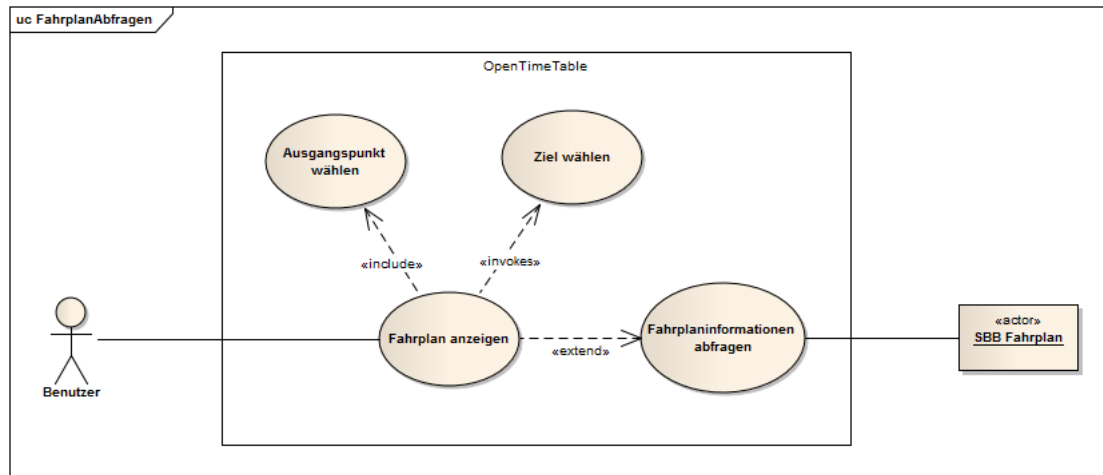 uc FahrplanAbfragen
OpenTimeTable
Ausgangspunkt
wählen
Ziel wählen
«include»
«invokes»
Fahrplan anzeigen
«extend»
Fahrplaninformationen
abfragen
«actor»
SBB Fahrplan
Benutzer